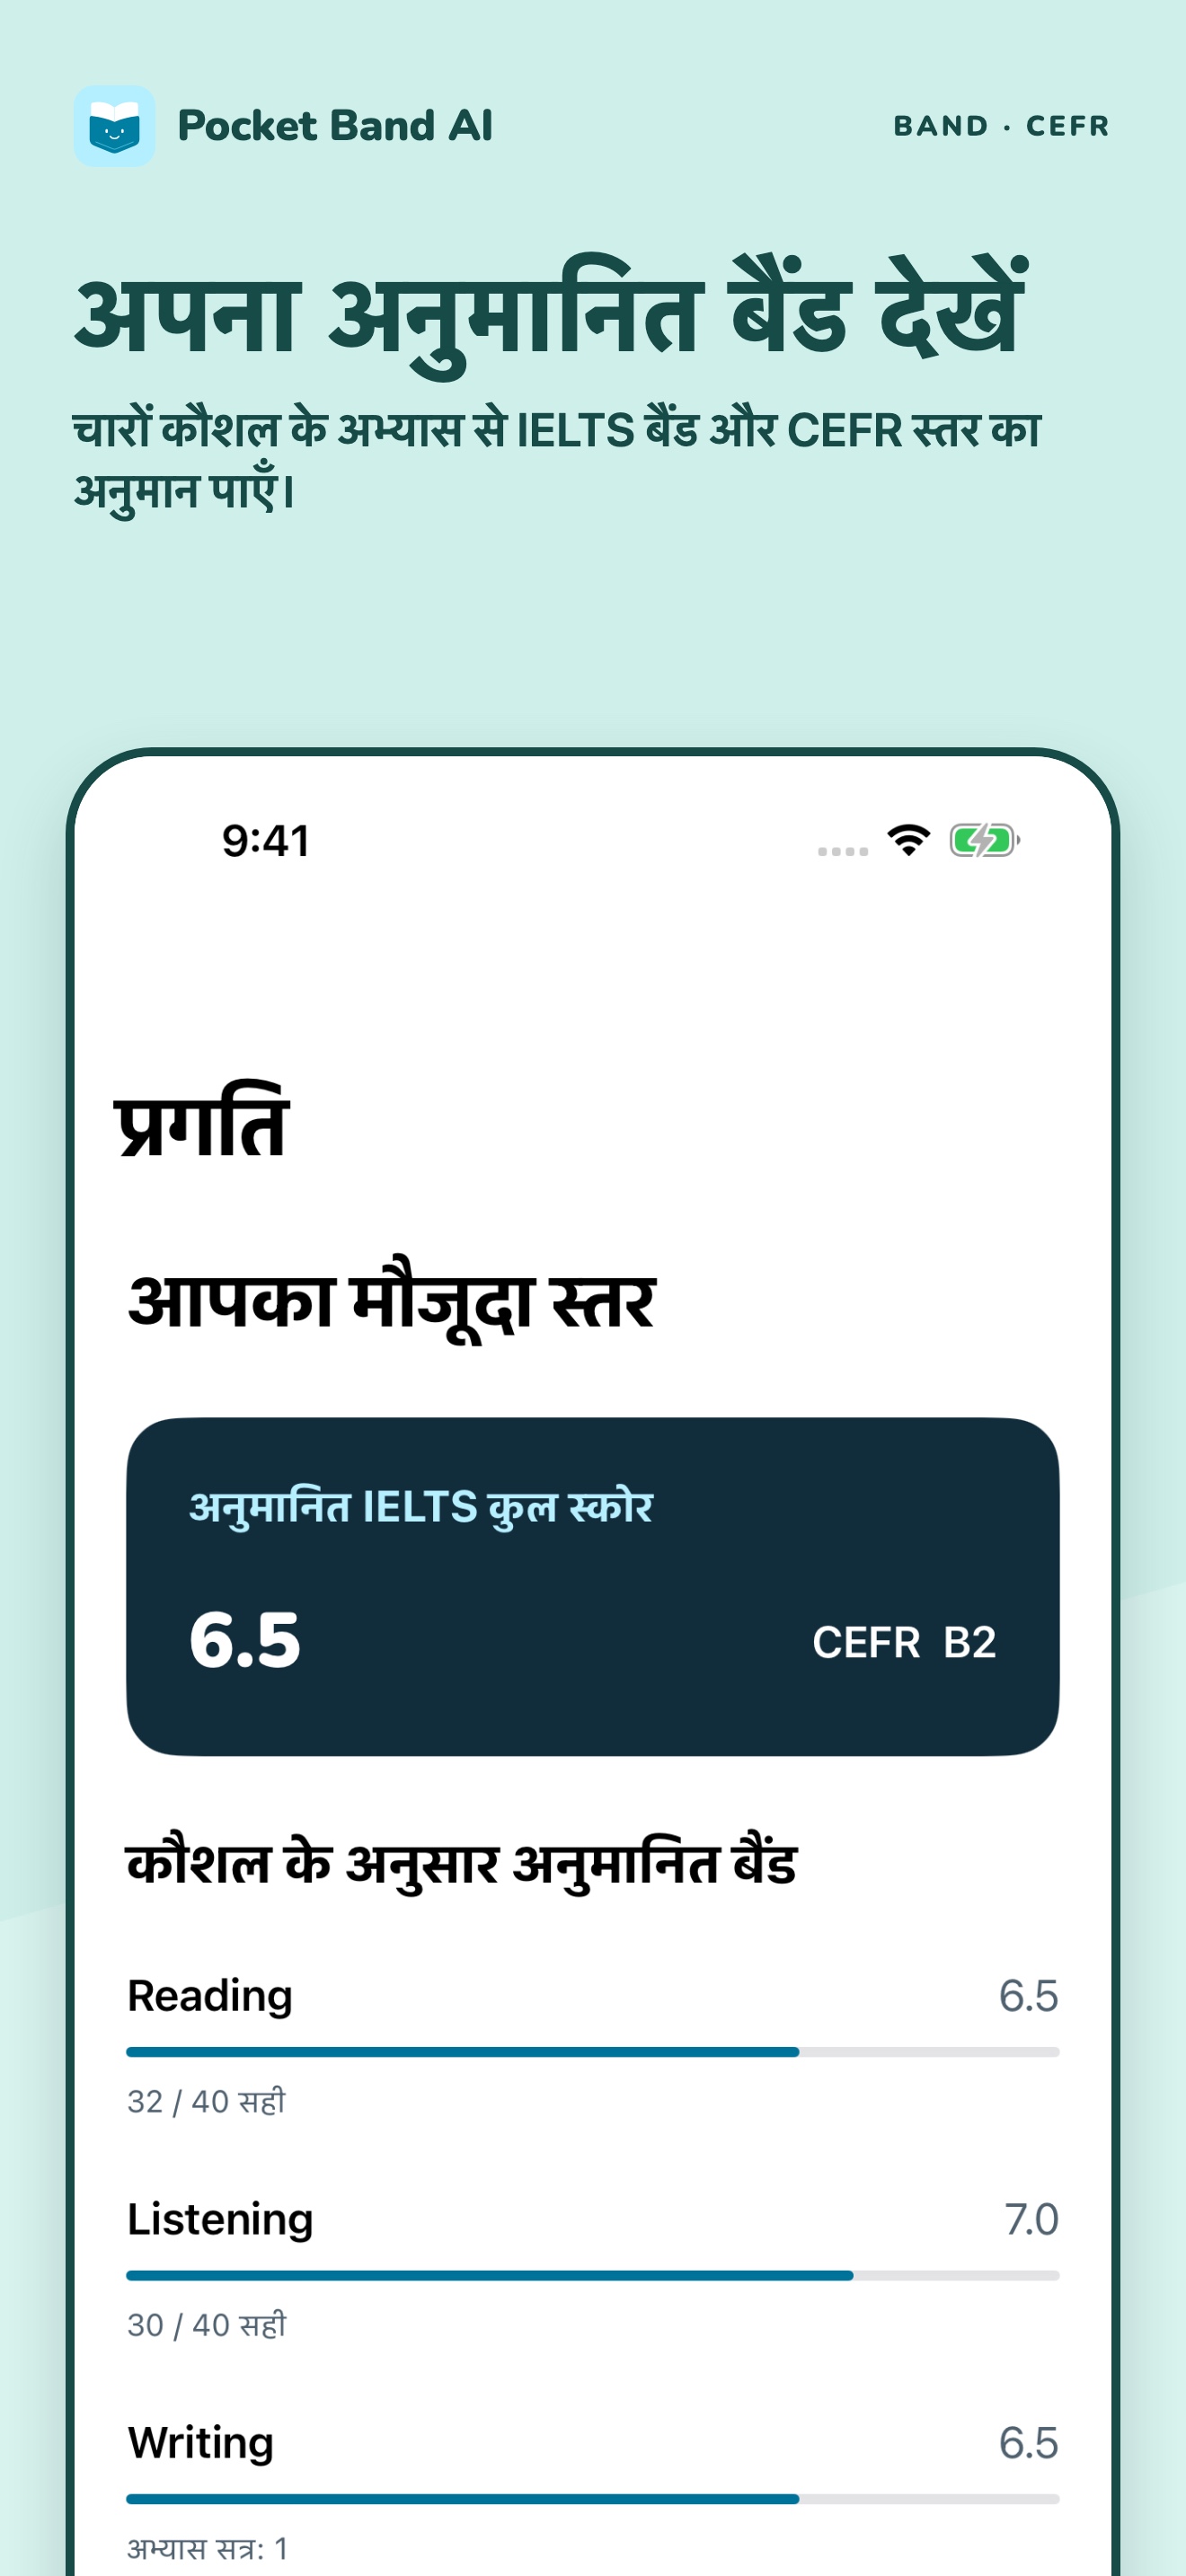 Pocket Band AI
BAND · CEFR
अपना अनुमानित बैंड देखें
चारों कौशल के अभ्यास से IELTS बैंड और CEFR स्तर का
अनुमान पाएँ।
9:41
प्रगति
आपका मौजूदा स्तर
अनुमानित IELTS कुल स्कोर
6.5
CEFR B2
कौशल के अनुसार अनुमानित बैंड
Reading
6.5
32 / 40 सही
Listening
7.0
30 / 40 सही
Writing
6.5
अभ्यास सत्र: 1